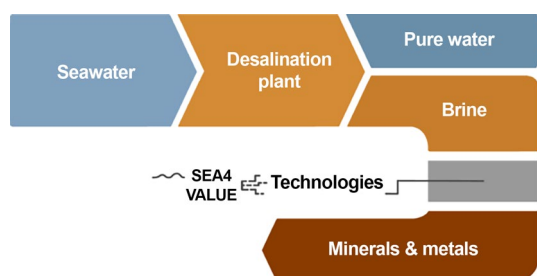 Pure water
Seawater
Desalination
plant
Brine
SEA4
VALUE
Technologies
Minerals & metals